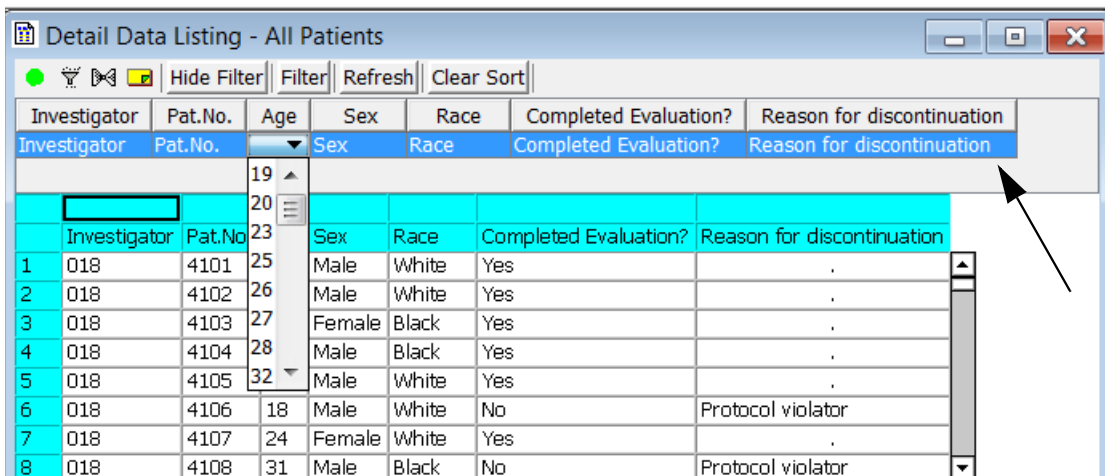 Detail Data Listing - All Patients
Hide Filter Filter Refresh Clear Sort
Investigator Pat.No. Age Sex Race Completed Evaluation? Reason for discontinuation
Investigator Pat.No. Sex Race Completed Evaluation? Reason for discontinuation
19
20
23
25
26
27
28
32
Investigator Pat.No Sex Race Completed Evaluation? Reason for discontinuation
1 018 4101 Male White Yes .
2 018 4102 Male White Yes .
3 018 4103 Female Black Yes .
4 018 4104 Male Black Yes .
5 018 4105 Male White Yes .
6 018 4106 18 Male White No Protocol violator
7 018 4107 24 Female White Yes .
8 018 4108 31 Male Black No Protocol violator